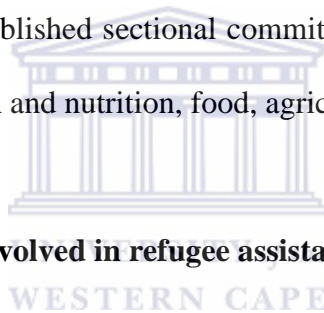 blished sectional commit
and nutrition, food, agric
volved in refugee assista
WESTERN CAPE